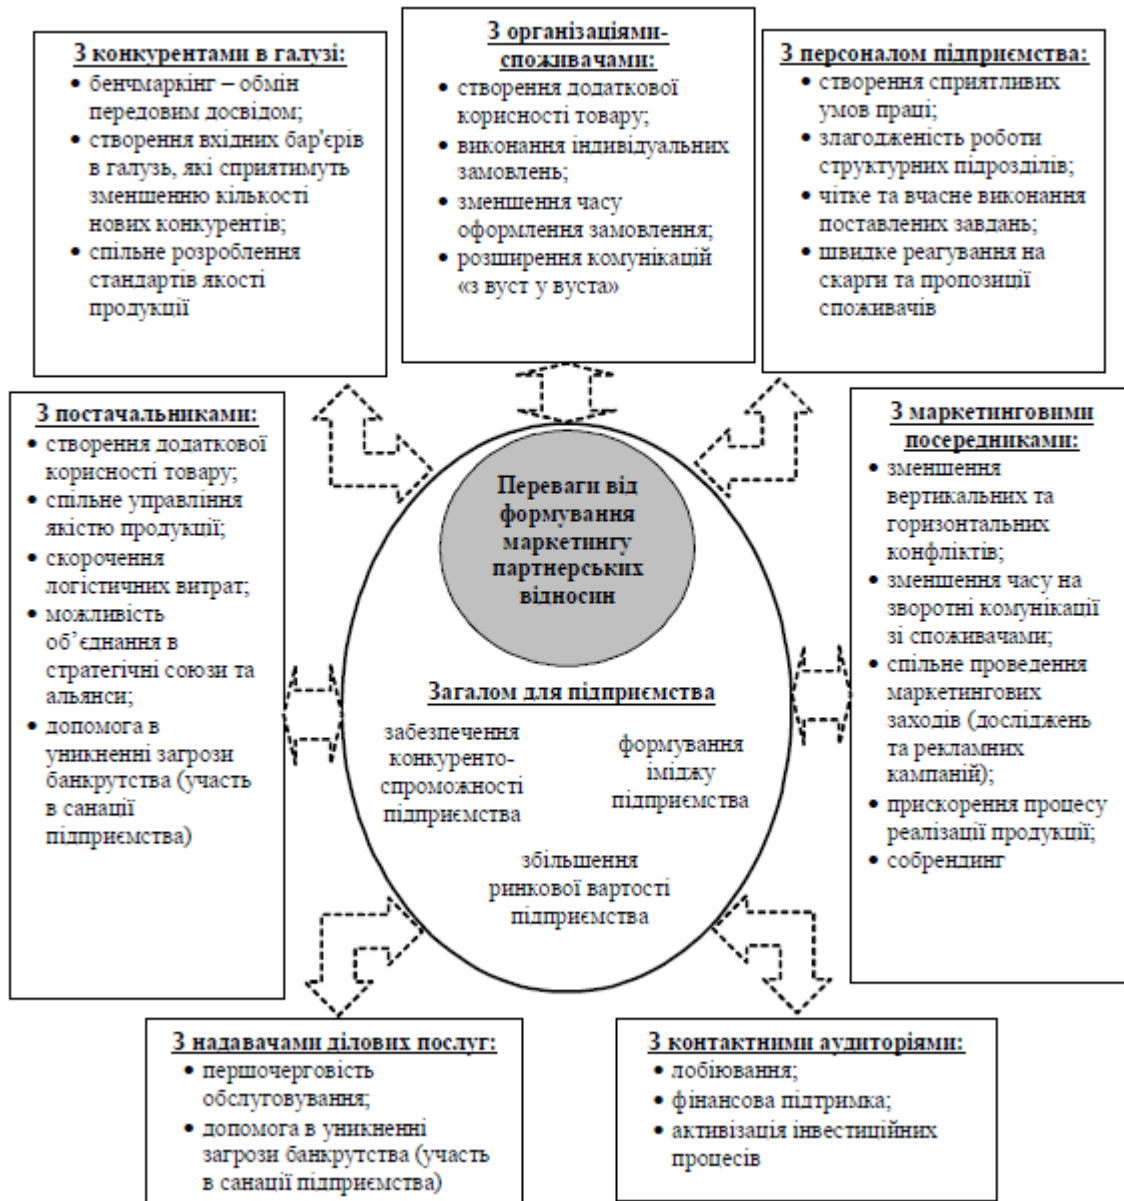 З конкурентами в галузі:
• бенчмаркінг – обмін
передовим досвідом;
• створення вхідних бар'єрів
в галузь, які сприятимуть
зменшенню кількості
нових конкурентів;
• спільне розроблення
стандартів якості
продукції
З організаціями-
споживачами:
• створення додаткової
корисності товару;
• виконання індивідуальних
замовлень;
• зменшення часу
оформлення замовлення;
• розширення комунікацій
«з вуст у вуста»
З персоналом підприємства:
• створення сприятливих
умов праці;
• злагодженість роботи
структурних підрозділів;
• чітке та вчасне виконання
поставлених завдань;
• швидке реагування на
скарги та пропозиції
споживачів
З постачальниками:
• створення додаткової
корисності товару;
• спільне управління
якістю продукції;
• скорочення
логістичних витрат;
• можливість
об’єднання в
стратегічні союзи та
альянси;
• допомога в
уникненні загрози
банкрутства (участь
в санації
підприємства)
Переваги від
формування
маркетингу
партнерських
відносин
Загалом для підприємства
забезпечення
конкуренто-
спроможності
підприємства
формування
іміджу
підприємства
збільшення
ринкової вартості
підприємства
З маркетинговими
посередниками:
• зменшення
вертикальних та
горизонтальних
конфліктів;
• зменшення часу на
зворотні комунікації
зі споживачами;
• спільне проведення
маркетингових
заходів (досліджень
та рекламних
кампаній);
• прискорення процесу
реалізації продукції;
• собрендинг
З надавачами ділових послуг:
• першочерговість
обслуговування;
• допомога в уникненні
загрози банкрутства (участь
в санації підприємства)
З контактними аудиторіями:
• лобіювання;
• фінансова підтримка;
• активізація інвестиційних
процесів